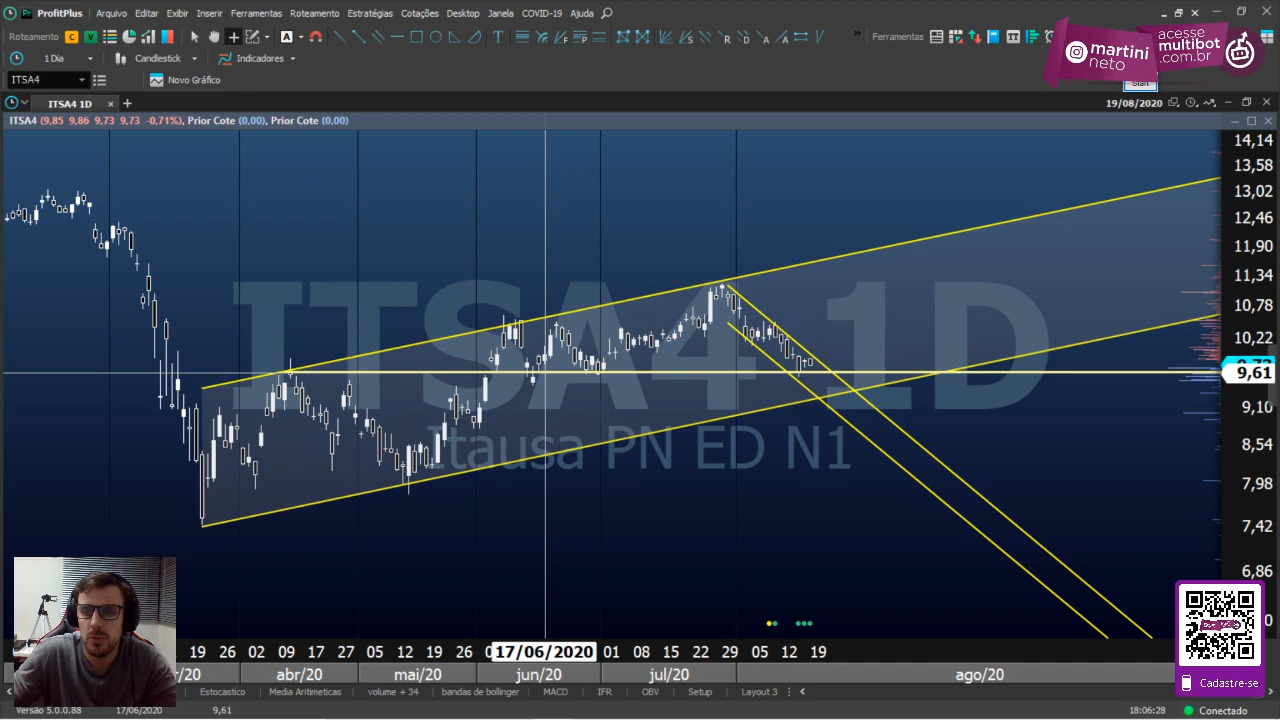 ProfitPlus Arquivo Editar Exibir Inserir Ferramentas Roteamento Estratégias Cotações Desktop Janela COVID-19 Ajuda
Roteamento C V A T R D A Ferramentas
martini
neto
acesse
multibot
.com.br
1 Dia Candlestick Indicadores
Start
ITSA4 Novo Gráfico
ITSA4 1D 19/08/2020
ITSA4 (9,85 9,86 9,73 9,73 -0,71%), Prior Cote (0,00), Prior Cote (0,00)
14,14
13,58
13,02
12,46
11,90
11,34
10,78
10,22
9,73
9,61
9,10
8,54
7,98
7,42
6,86
ITSA4 1D
Itausa PN ED N1
19 26 02 09 17 27 05 12 19 26 17/06/2020 01 08 15 22 29 05 12 19
r/20 abr/20 mai/20 jun/20 jul/20 ago/20
Estocastico Media Aritimeticas volume + 34 bandas de bollinger MACD IFR OBV Setup Layout 3
Cadastre-se
Versão 5.0.0.88 17/06/2020 9,61 18:06:28 Conectado